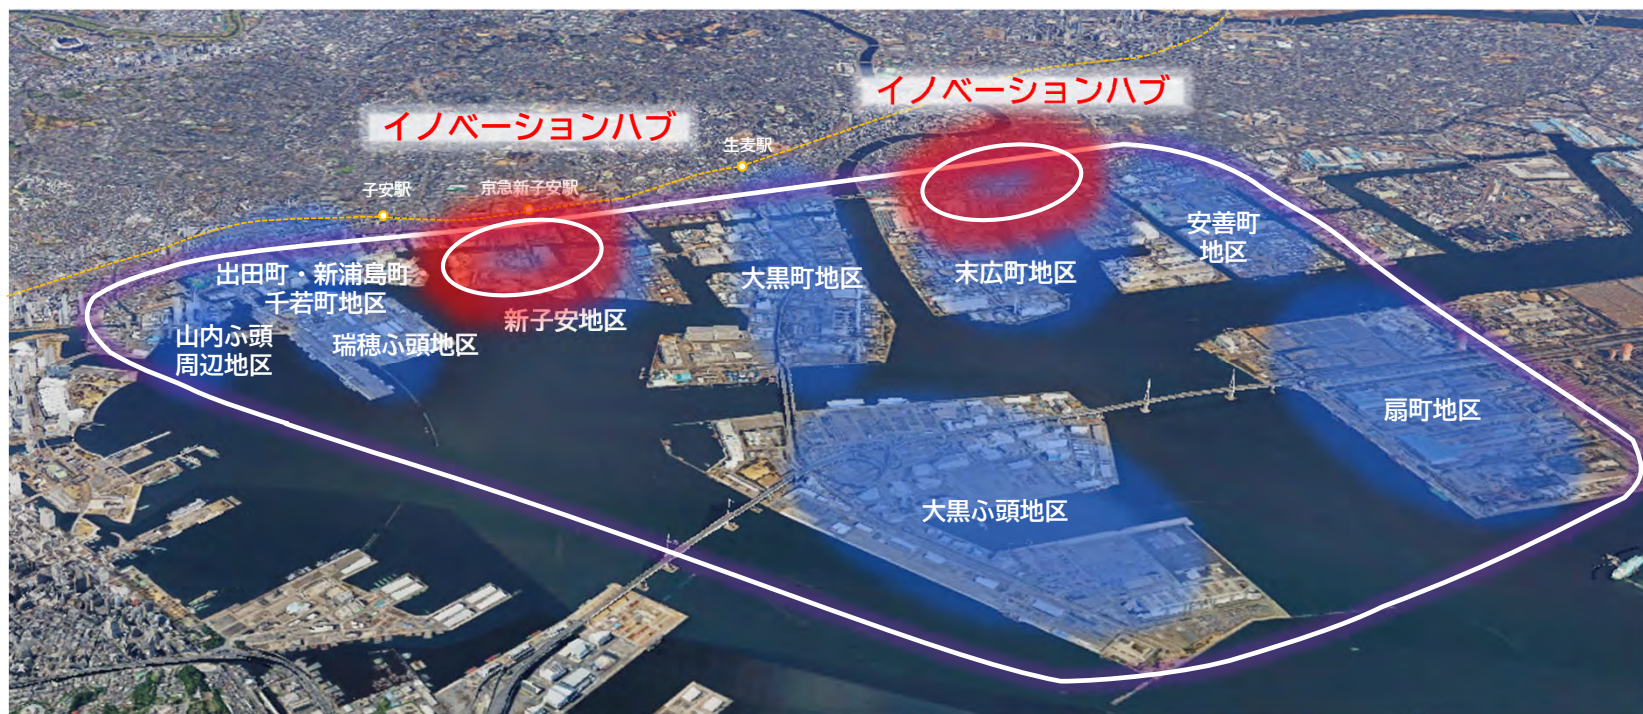 イノベーションハブ
イノベーションハブ
生麦駅
子安駅
京急新子安駅
安善町
地区
出田町・新浦島町
千若町地区
大黒町地区
末広町地区
新子安地区
山内ふ頭
周辺地区
瑞穂ふ頭地区
扇町地区
大黒ふ頭地区